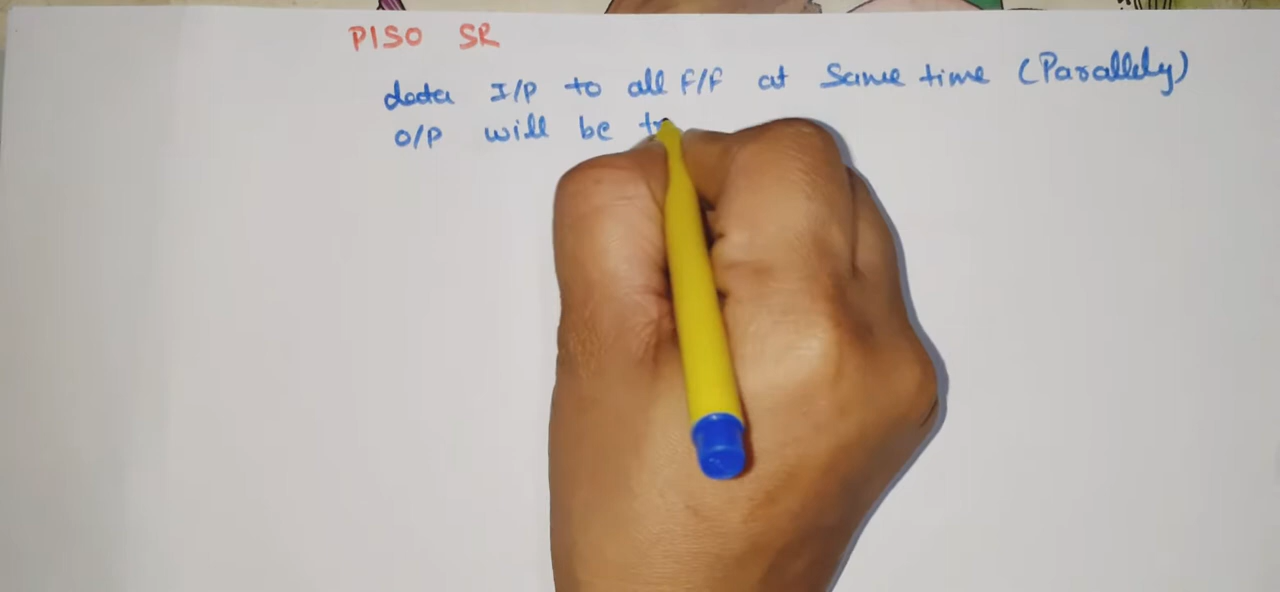 PISO SR
data I/P to all F/F at Same time (Parallely)
O/P will be